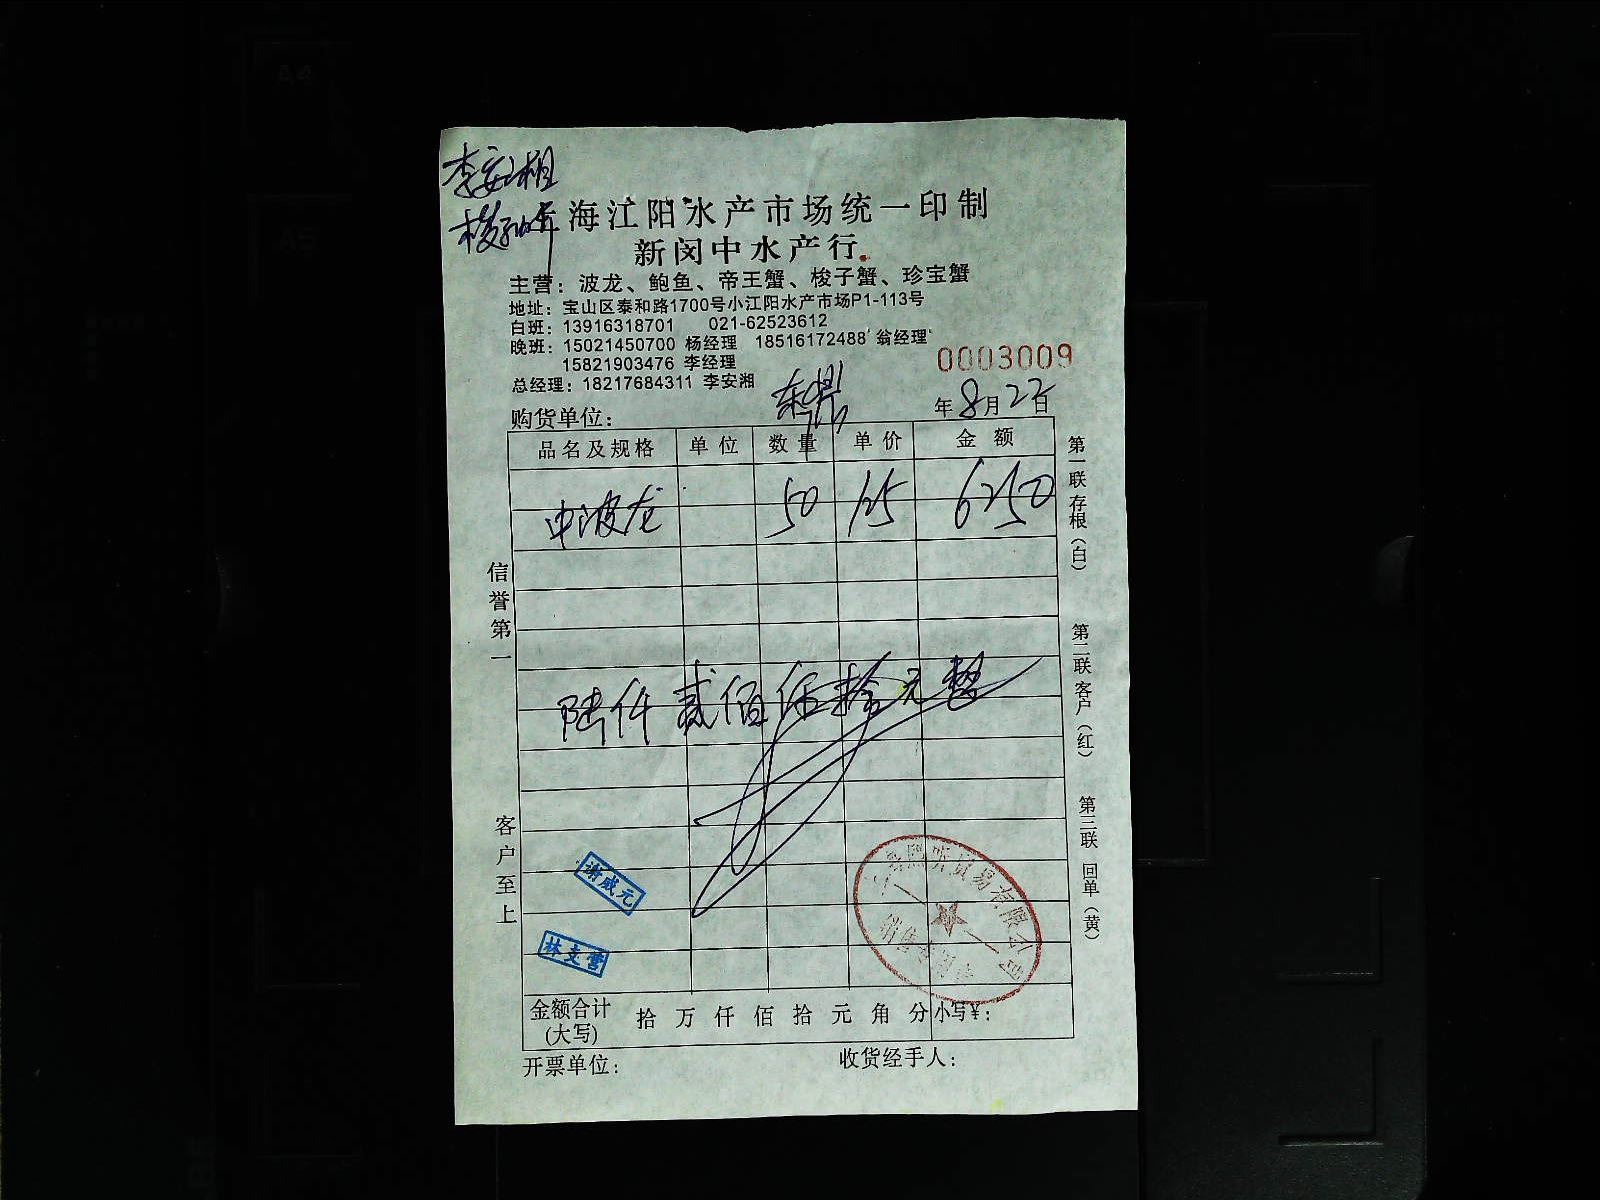 李安湘
海江阳水产市场统一印制
新闵中水产行
主营：波龙、鲍鱼、帝王蟹、梭子蟹、珍宝蟹
地址：宝山区泰和路1700号小江阳水产市场P1-113号
白班：13916318701 021-62523612
晚班：15021450700 杨经理 18516172488 翁经理
15821903476 李经理
0003009
总经理：18217684311 李安湘
购货单位：
年8月22日
品名及规格 单位 数量 单价 金额
中波龙 50 125 6250
陆仟贰佰伍拾元整
信誉第一
客户至上
第一联存根（白）
第二联客户（红）
第三联 回单（黄）
谢成元
林支营
贸易有限公司
金额合计(大写) 拾 万 仟 佰 拾 元 角 分 小写¥：
开票单位： 收货经手人：